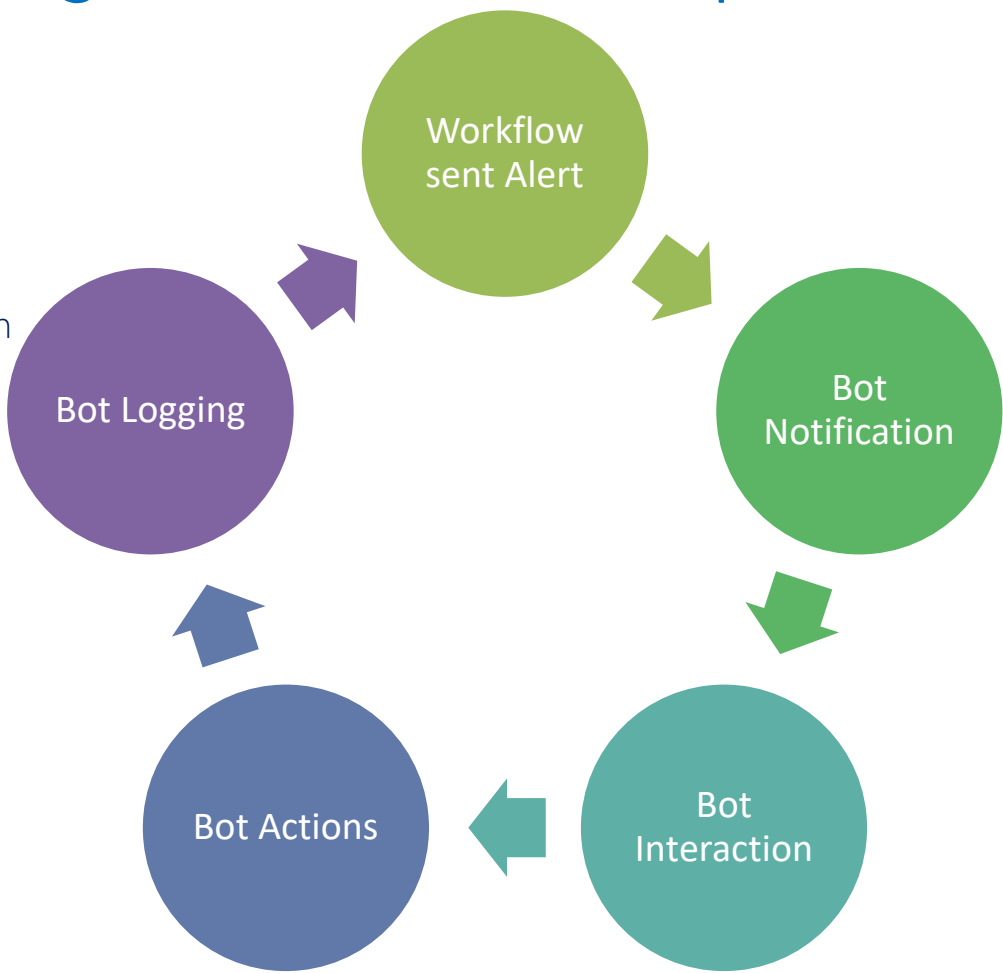 Workflow
sent Alert
Bot
Notification
Bot Logging
Bot Actions
Bot
Interaction